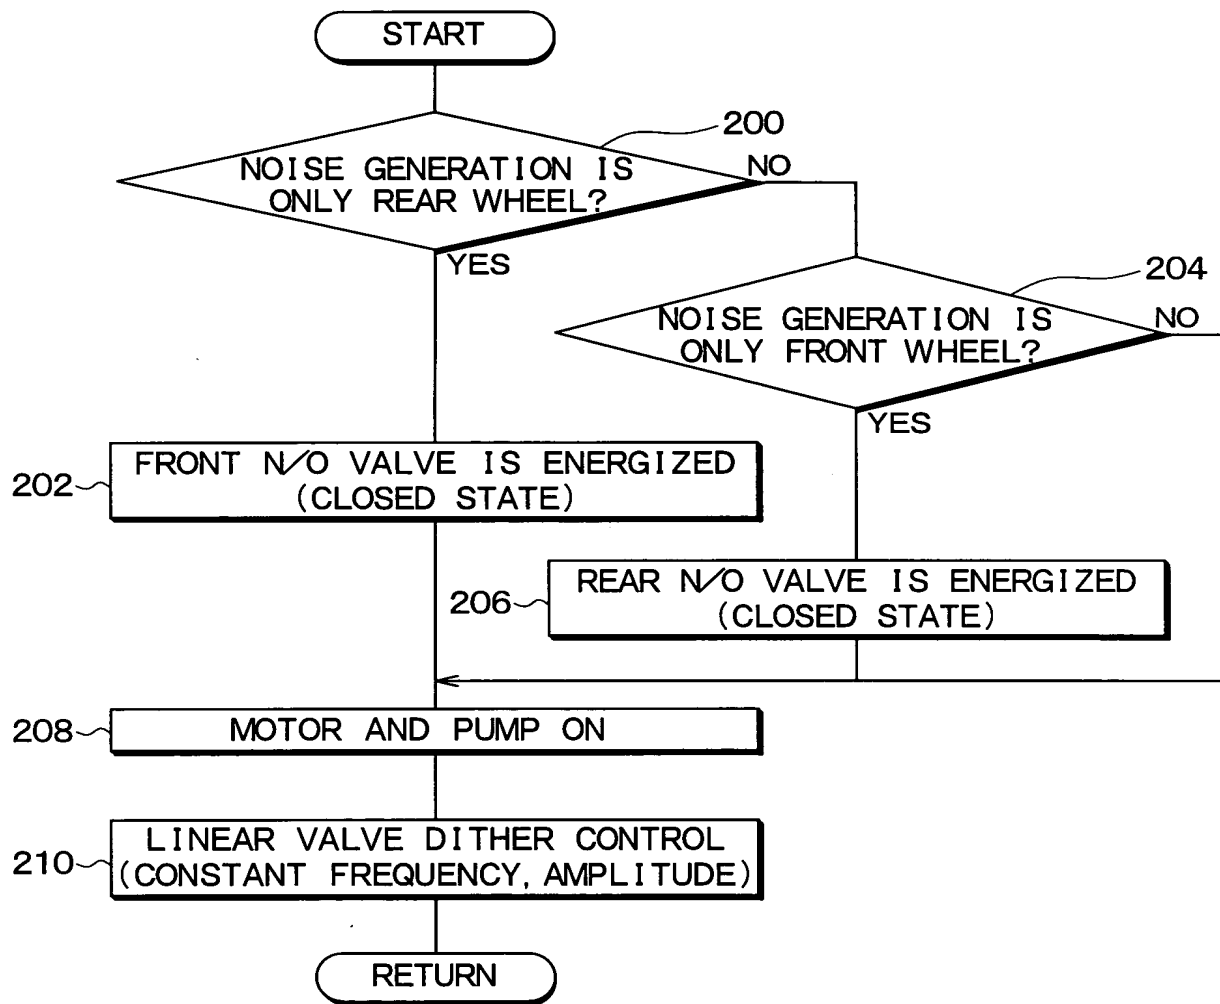 START
200
NOISE GENERATION IS
ONLY REAR WHEEL?
NO
YES
204
NOISE GENERATION IS
ONLY FRONT WHEEL?
NO
YES
202
FRONT N/O VALVE IS ENERGIZED
(CLOSED STATE)
206
REAR N/O VALVE IS ENERGIZED
(CLOSED STATE)
208
MOTOR AND PUMP ON
210
LINEAR VALVE DITHER CONTROL
(CONSTANT FREQUENCY, AMPLITUDE)
RETURN